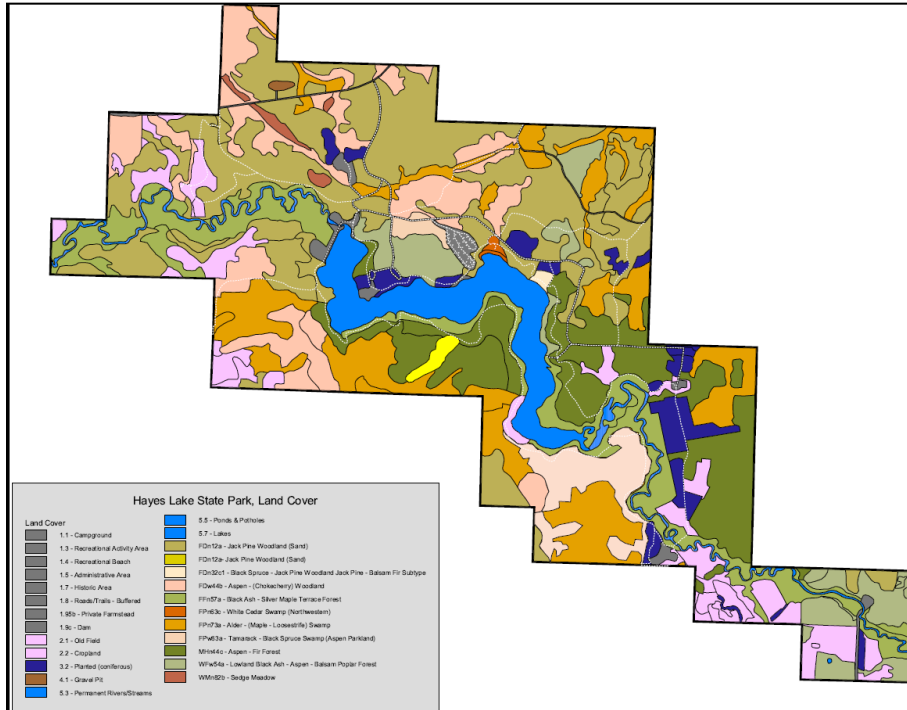 Hayes Lake State Park, Land Cover
Land Cover
1.1 - Campground
1.3 - Recreational Activity Area
1.4 - Recreational Beach
1.5 - Administrative Area
1.7 - Historic Area
1.8 - Roads/Trails - Buffered
1.95b - Private Farmstead
1.9c - Dam
2.1 - Old Field
2.2 - Cropland
3.2 - Planted (coniferous)
4.1 - Gravel Pit
5.3 - Permanent Rivers/Streams
5.5 - Ponds & Potholes
5.7 - Lakes
FDn12a - Jack Pine Woodland (Sand)
FDn12a- Jack Pine Woodland (Sand)
FDn32c1 - Black Spruce - Jack Pine Woodland Jack Pine - Balsam Fir Subtype
FDw44b - Aspen - (Chokecherry) Woodland
FFn57a - Black Ash - Silver Maple Terrace Forest
FPn63c - White Cedar Swamp (Northwestern)
FPn73a - Alder - (Maple - Loosestrife) Swamp
FPw63a - Tamarack - Black Spruce Swamp (Aspen Parkland)
MHn44c - Aspen - Fir Forest
WFw54a - Lowland Black Ash - Aspen - Balsam Poplar Forest
WMn82b - Sedge Meadow